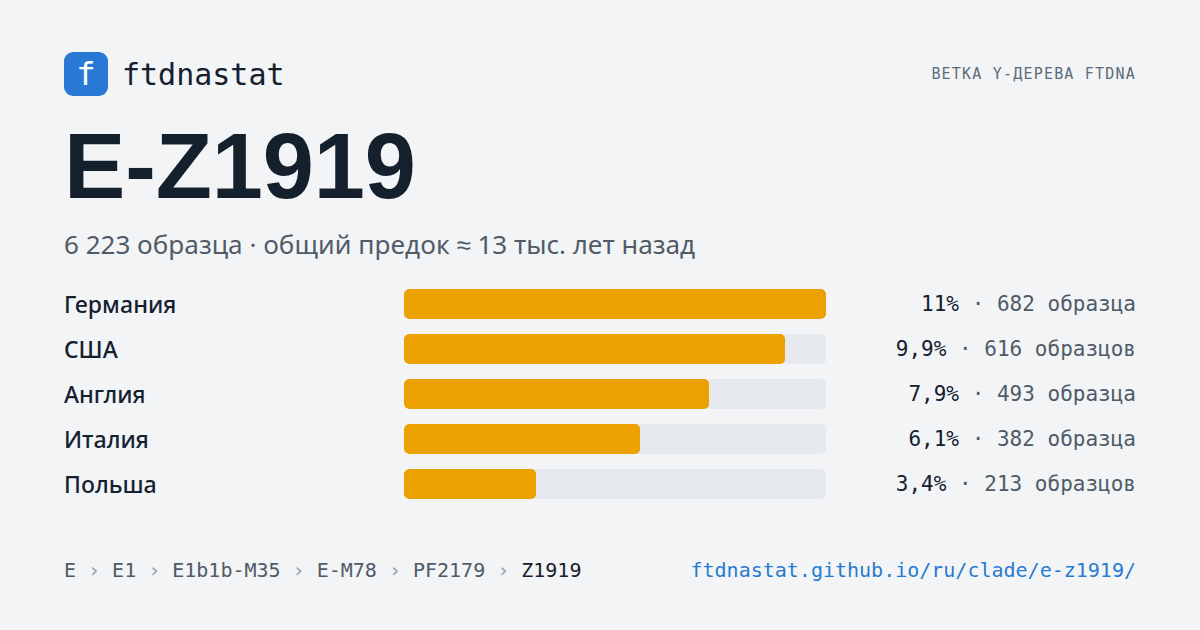 f ftdnastat
ВЕТКА Y-ДЕРЕВА FTDNA
E-Z1919
6 223 образца · общий предок ≈ 13 тыс. лет назад
Германия 11% · 682 образца
США 9,9% · 616 образцов
Англия 7,9% · 493 образца
Италия 6,1% · 382 образца
Польша 3,4% · 213 образцов
E › E1 › E1b1b-M35 › E-M78 › PF2179 › Z1919
ftdnastat.github.io/ru/clade/e-z1919/